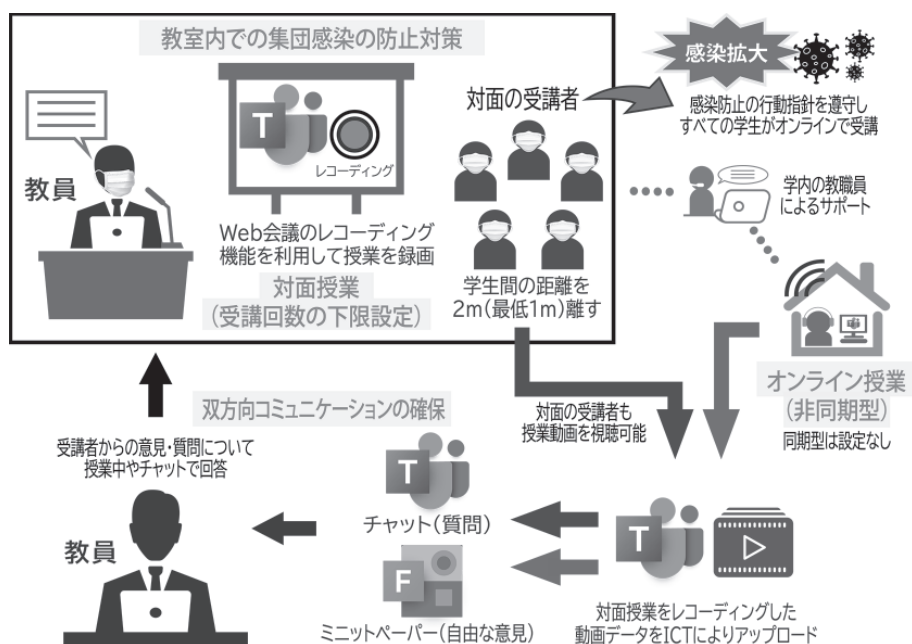 教室内での集団感染の防止対策
T
レコーディング
教員
Web会議のレコーディング
機能を利用して授業を録画
対面授業
(受講回数の下限設定)
対面の受講者
学生間の距離を
2m(最低1m)離す
感染拡大
感染防止の行動指針を遵守し
すべての学生がオンラインで受講
学内の教職員
によるサポート
オンライン授業
(非同期型)
同期型は設定なし
対面の受講者も
授業動画を視聴可能
双方向コミュニケーションの確保
受講者からの意見・質問について
授業中やチャットで回答
教員
T
チャット(質問)
F
ミニットペーパー(自由な意見)
T
対面授業をレコーディングした
動画データをICTによりアップロード